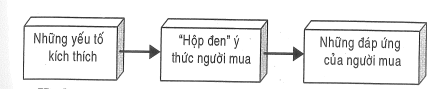 Những yếu tố
kích thích
“Hộp đen” ý
thức người mua
Những đáp ứng
của người mua